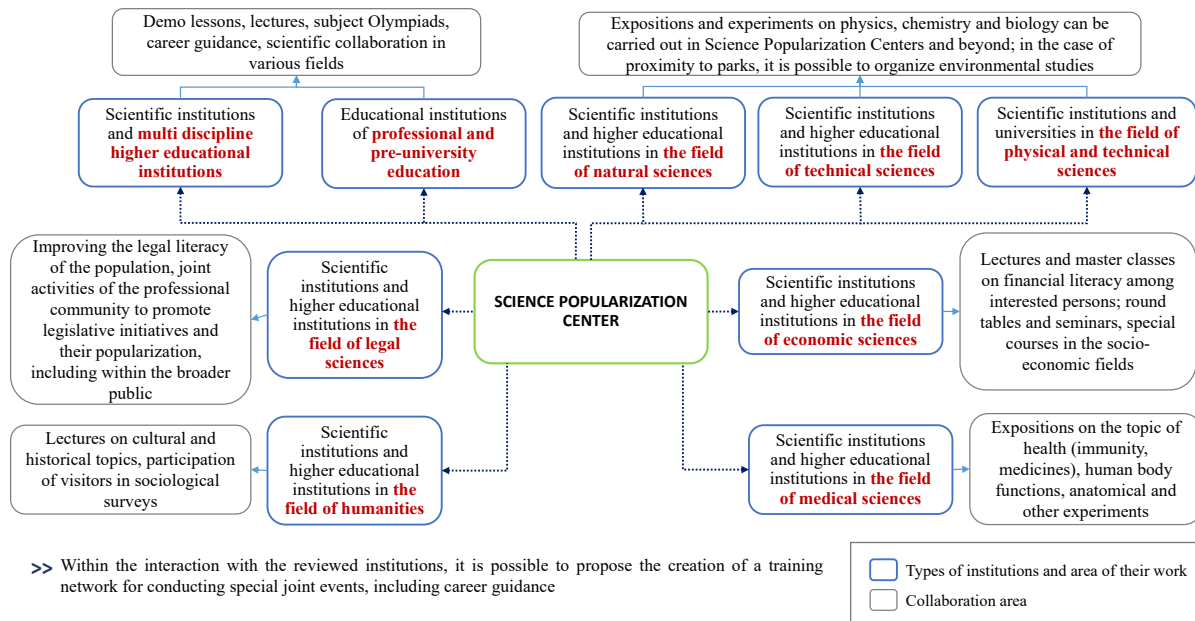 Demo lessons, lectures, subject Olympiads,
career guidance, scientific collaboration in
various fields
Expositions and experiments on physics, chemistry and biology can be
carried out in Science Popularization Centers and beyond; in the case of
proximity to parks, it is possible to organize environmental studies
Scientific institutions
and multi discipline
higher educational
institutions
Educational institutions
of professional and
pre-university
education
Scientific institutions
and higher educational
institutions in the field
of natural sciences
Scientific institutions
and higher educational
institutions in the field
of technical sciences
Scientific institutions and
universities in the field of
physical and technical
sciences
Improving the legal literacy
of the population, joint
activities of the professional
community to promote
legislative initiatives and
their popularization,
including within the broader
public
Scientific
institutions and
higher educational
institutions in the
field of legal
sciences
SCIENCE POPULARIZATION
CENTER
Scientific institutions
and higher educational
institutions in the field
of economic sciences
Lectures and master classes
on financial literacy among
interested persons; round
tables and seminars, special
courses in the socio-
economic fields
Lectures on cultural and
historical topics, participation
of visitors in sociological
surveys
Scientific
institutions and
higher educational
institutions in the
field of humanities
Scientific institutions
and higher educational
institutions in the field
of medical sciences
Expositions on the topic of
health (immunity,
medicines), human body
functions, anatomical and
other experiments
>> Within the interaction with the reviewed institutions, it is possible to propose the creation of a training
network for conducting special joint events, including career guidance
Types of institutions and area of their work
Collaboration area